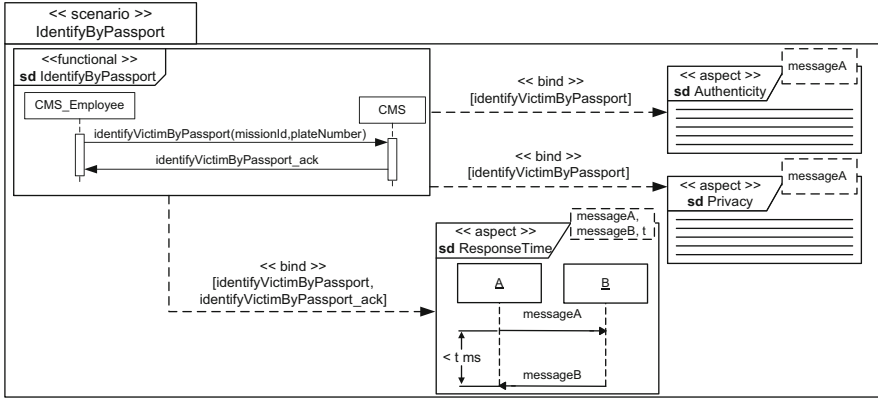 << scenario >>
IdentifyByPassport
<<functional >>
sd IdentifyByPassport
CMS_Employee
CMS
identifyVictimByPassport(missionId,plateNumber)
identifyVictimByPassport_ack
<< bind >>
[identifyVictimByPassport]
messageA
<< aspect >>
sd Authenticity
<< bind >>
[identifyVictimByPassport]
messageA
<< aspect >>
sd Privacy
<< bind >>
[identifyVictimByPassport,
identifyVictimByPassport_ack]
messageA,
messageB, t
<< aspect >>
sd ResponseTime
A
B
messageA
< t ms
messageB